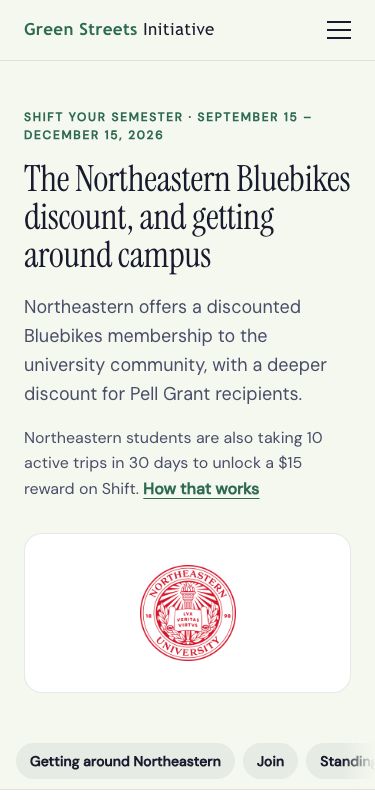 Green Streets Initiative
SHIFT YOUR SEMESTER · SEPTEMBER 15 –
DECEMBER 15, 2026
The Northeastern Bluebikes
discount, and getting
around campus
Northeastern offers a discounted
Bluebikes membership to the
university community, with a deeper
discount for Pell Grant recipients.
Northeastern students are also taking 10
active trips in 30 days to unlock a $15
reward on Shift. How that works
NORTHEASTERN
LVX
VERITAS
VIRTVS
18 98
UNIVERSITY
Getting around Northeastern Join Standing